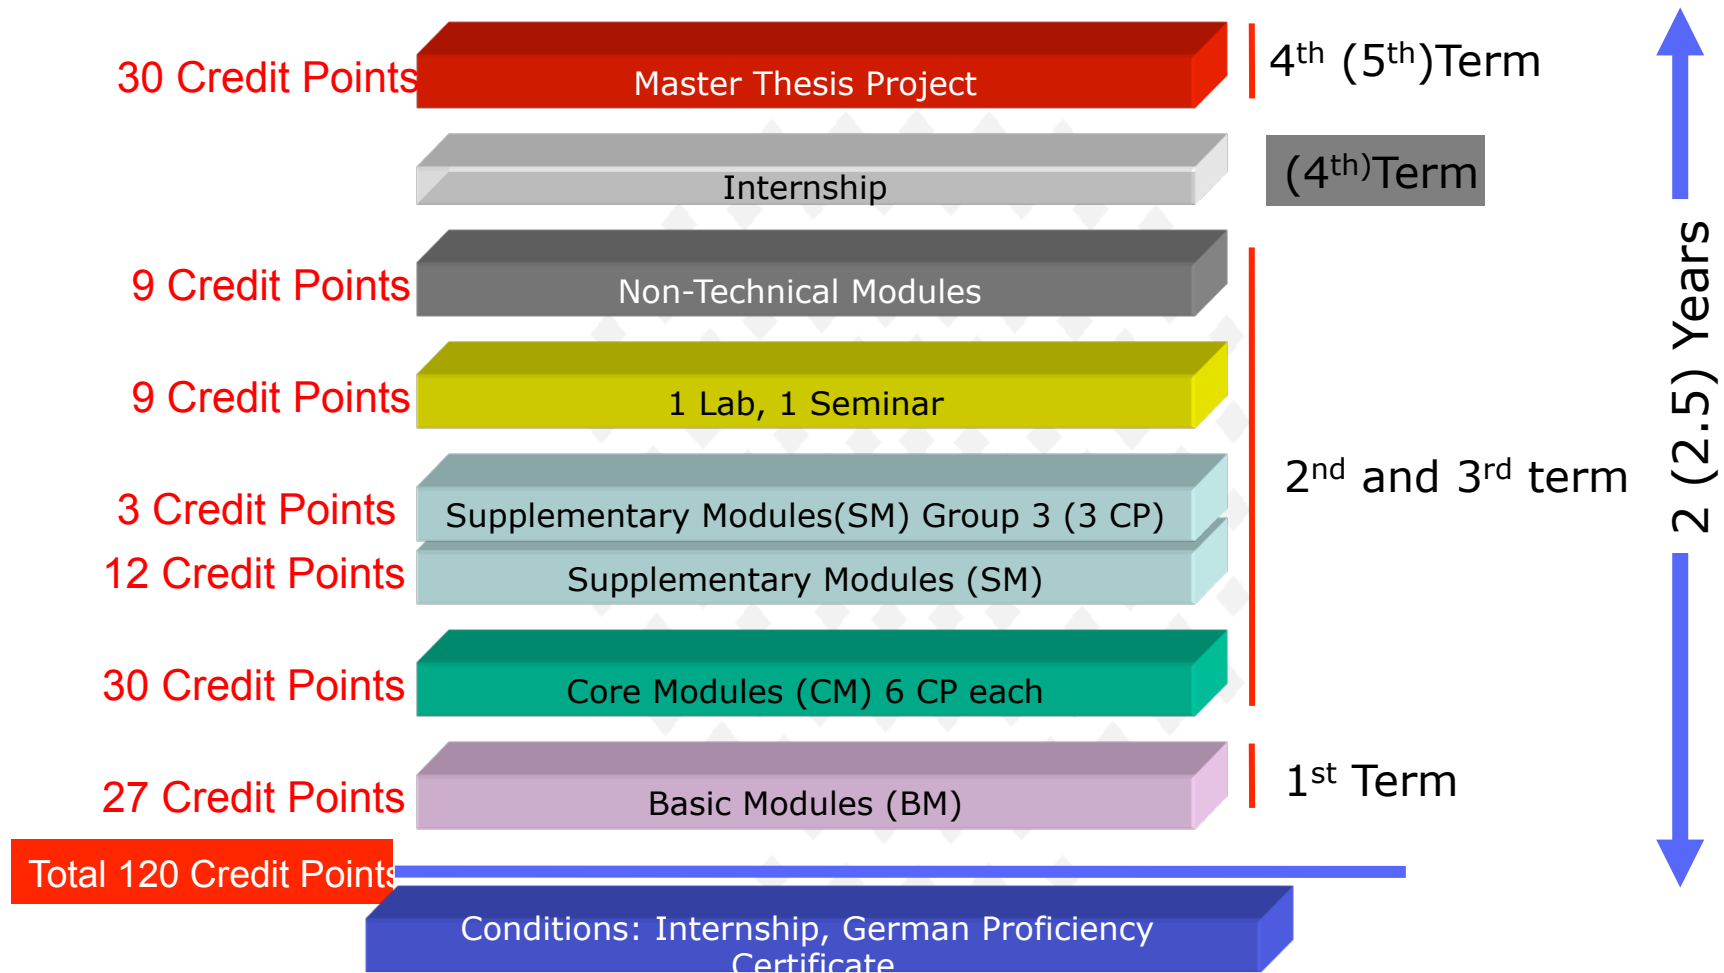 30 Credit Points
Master Thesis Project
4th (5th)Term
Internship
(4th)Term
9 Credit Points
Non-Technical Modules
9 Credit Points
1 Lab, 1 Seminar
3 Credit Points
Supplementary Modules(SM) Group 3 (3 CP)
2nd and 3rd term
12 Credit Points
Supplementary Modules (SM)
30 Credit Points
Core Modules (CM) 6 CP each
27 Credit Points
Basic Modules (BM)
1st Term
2 (2.5) Years
Total 120 Credit Points
Conditions: Internship, German Proficiency
Certificate